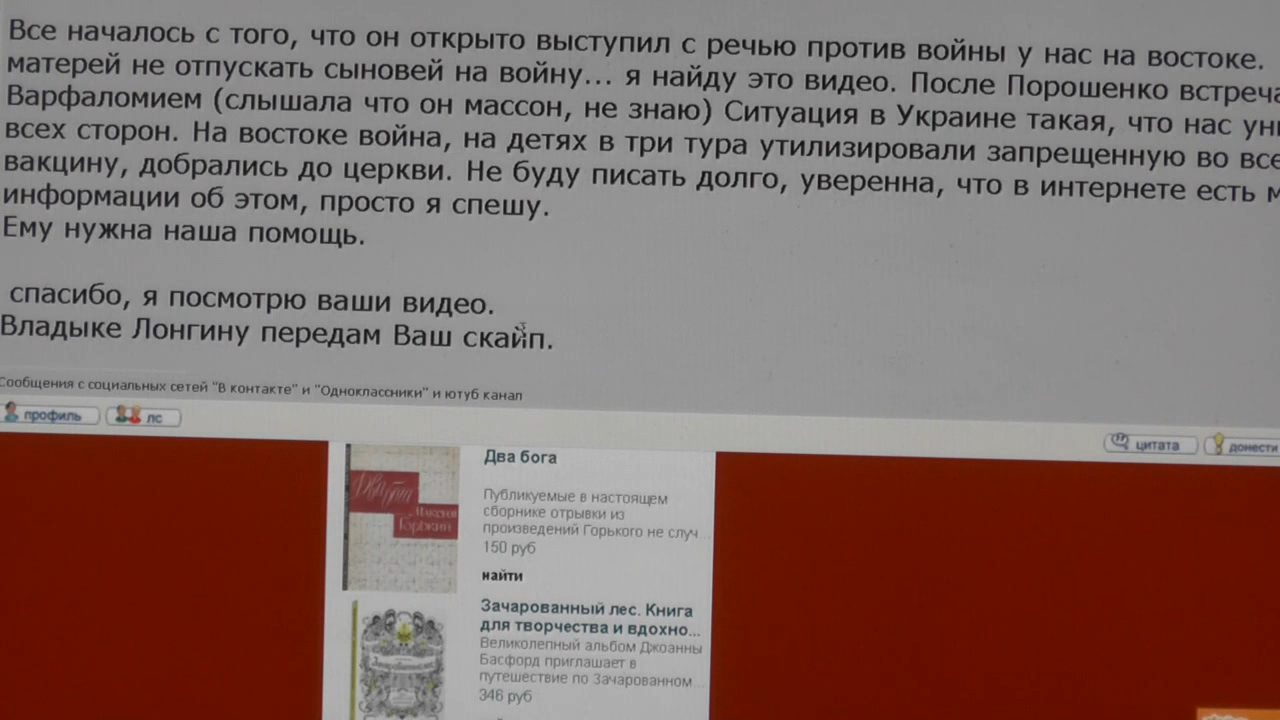 Все началось с того, что он открыто выступил с речью против войны у нас на востоке.
матерей не отпускать сыновей на войну... я найду это видео. После Порошенко встреча
Варфаломием (слышала что он массон, не знаю) Ситуация в Украине такая, что нас
всех сторон. На востоке война, на детях в три тура утилизировали запрещенную во все
вакцину, добрались до церкви. Не буду писать долго, уверенна, что в интернете есть
информации об этом, просто я спешу.
Ему нужна наша помощь.
спасибо, я посмотрю ваши видео.
Владыке Лонгину передам Ваш скайп.
Сообщения с социальных сетей "В контакте" и "Одноклассники" и ютуб канал
профиль лс
цитата донести
Два бога
Публикуемые в настоящем
сборнике отрывки из
произведений Горького не случ...
150 руб
найти
Максим
Горький
Зачарованный лес. Книга
для творчества и вдохно...
Великолепный альбом Джоанны
Басфорд приглашает в
путешествие по Зачарованном...
346 руб